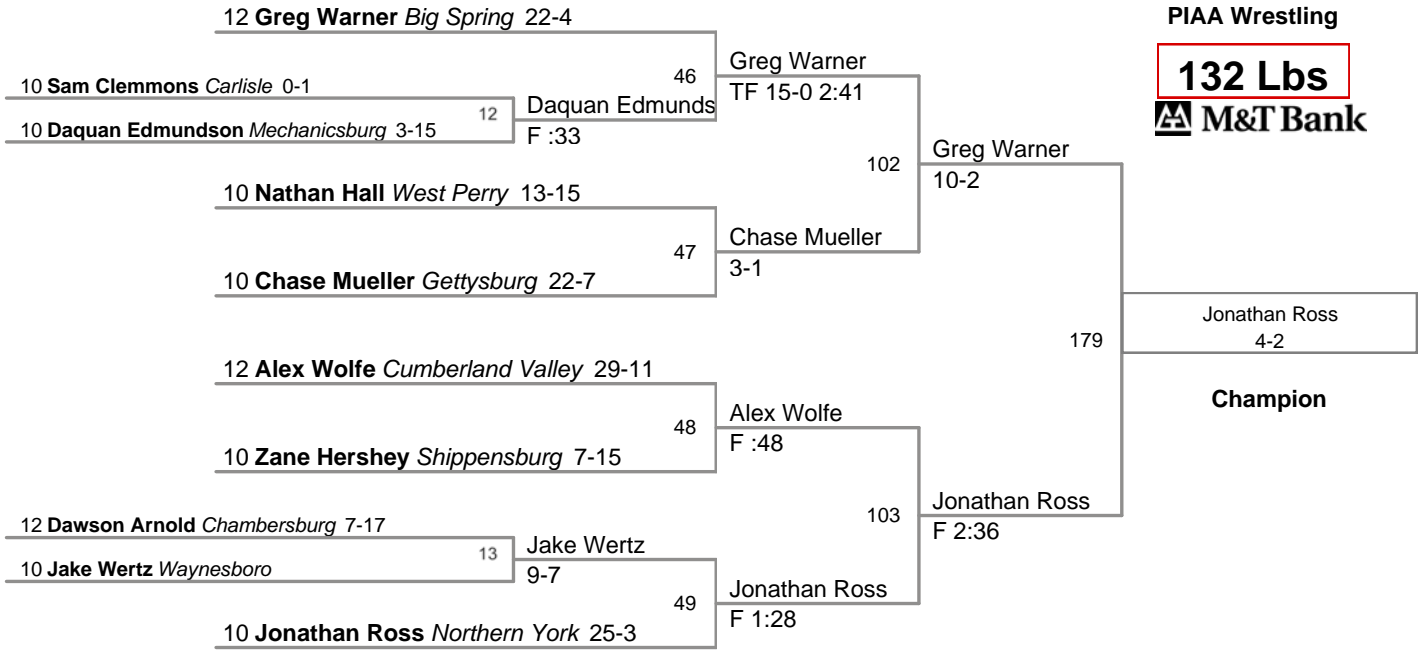 12 Greg Warner Big Spring 22-4
PIAA Wrestling
132 Lbs
M&T Bank
46
Greg Warner
TF 15-0 2:41
10 Sam Clemmons Carlisle 0-1
12
Daquan Edmunds
F :33
10 Daquan Edmundson Mechanicsburg 3-15
102
Greg Warner
10-2
10 Nathan Hall West Perry 13-15
47
Chase Mueller
3-1
10 Chase Mueller Gettysburg 22-7
179
Jonathan Ross
4-2
Champion
12 Alex Wolfe Cumberland Valley 29-11
48
Alex Wolfe
F :48
10 Zane Hershey Shippensburg 7-15
103
Jonathan Ross
F 2:36
12 Dawson Arnold Chambersburg 7-17
13
Jake Wertz
9-7
10 Jake Wertz Waynesboro
49
Jonathan Ross
F 1:28
10 Jonathan Ross Northern York 25-3